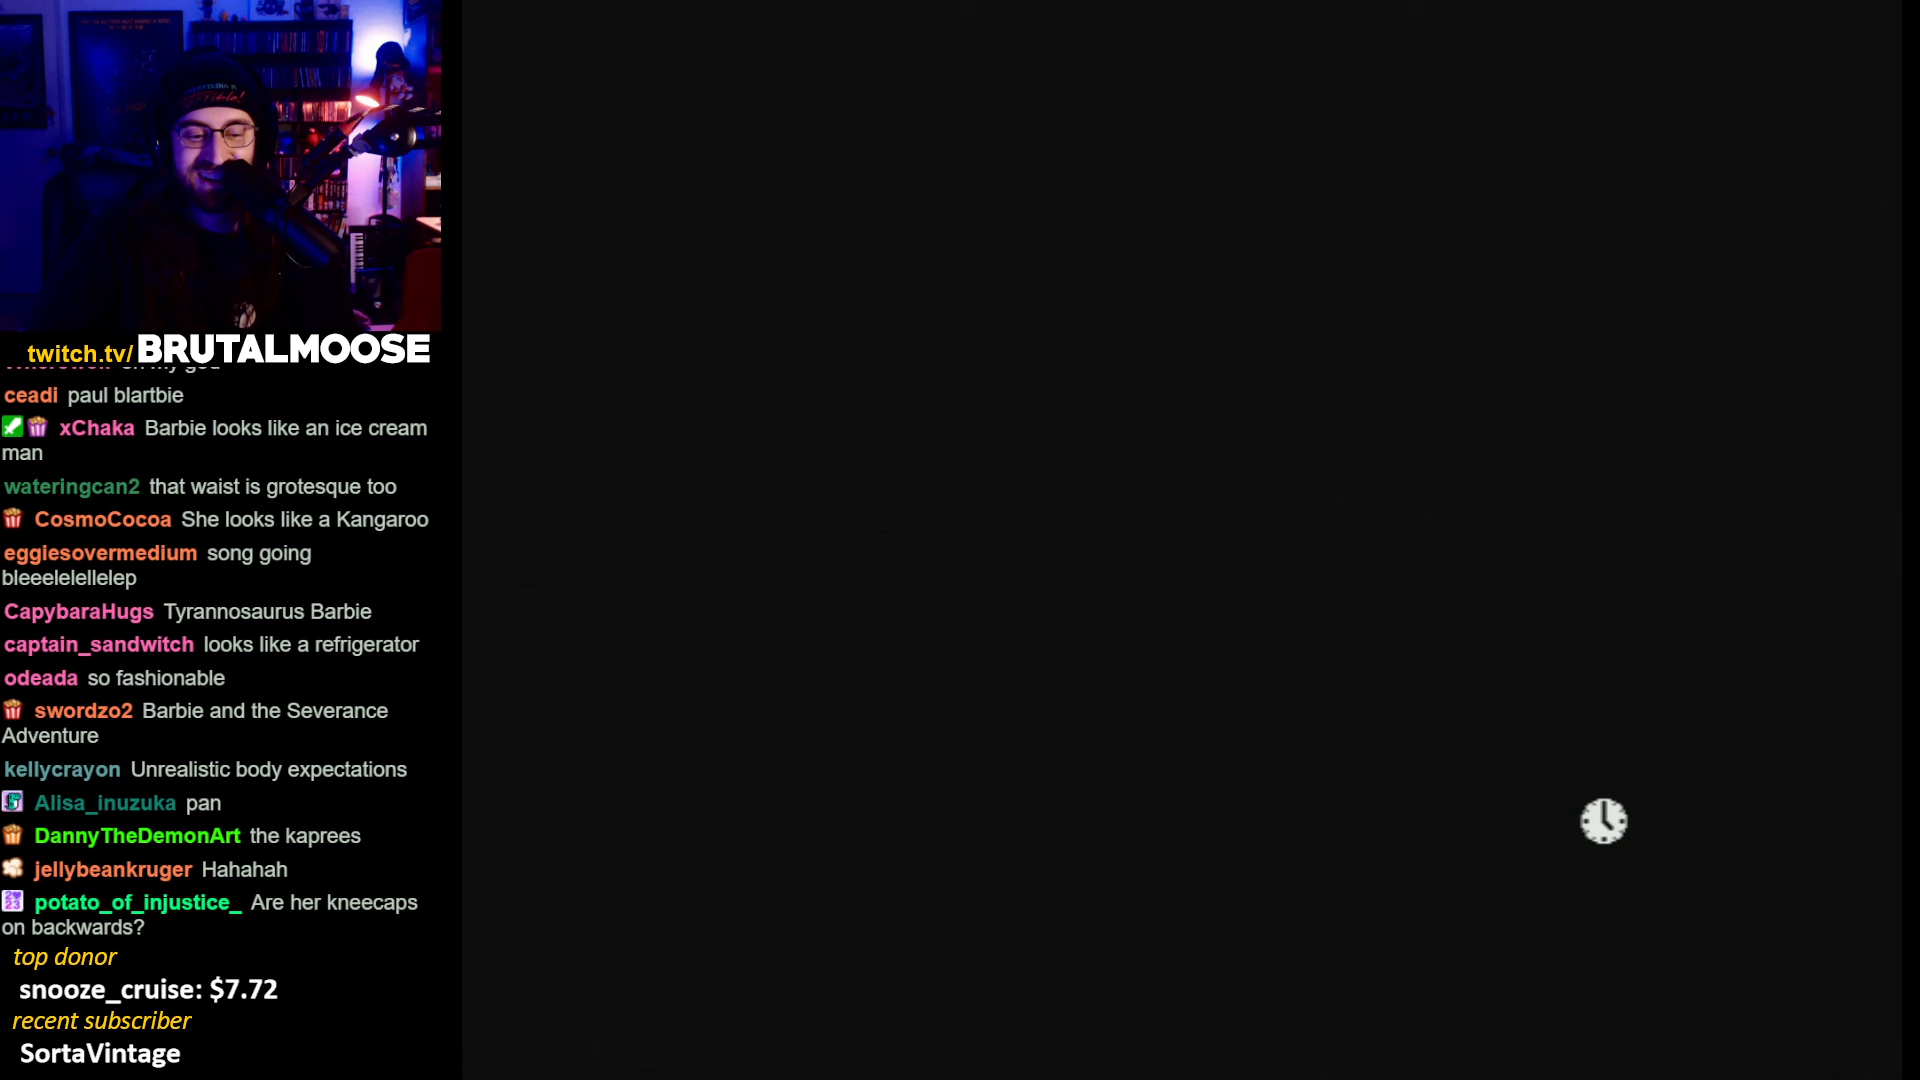 twitch.tv/BRUTALMOOSE
ceadi paul blartbie
xChaka Barbie looks like an ice cream
man
wateringcan2 that waist is grotesque too
CosmoCocoa She looks like a Kangaroo
eggiesovermedium song going
bleeelelellelep
CapybaraHugs Tyrannosaurus Barbie
captain_sandwitch looks like a refrigerator
odeada so fashionable
swordzo2 Barbie and the Severance
Adventure
kellycrayon Unrealistic body expectations
Alisa_inuzuka pan
DannyTheDemonArt the kaprees
jellybeankruger Hahahah
potato_of_injustice_ Are her kneecaps
on backwards?
top donor
snooze_cruise: $7.72
recent subscriber
SortaVintage